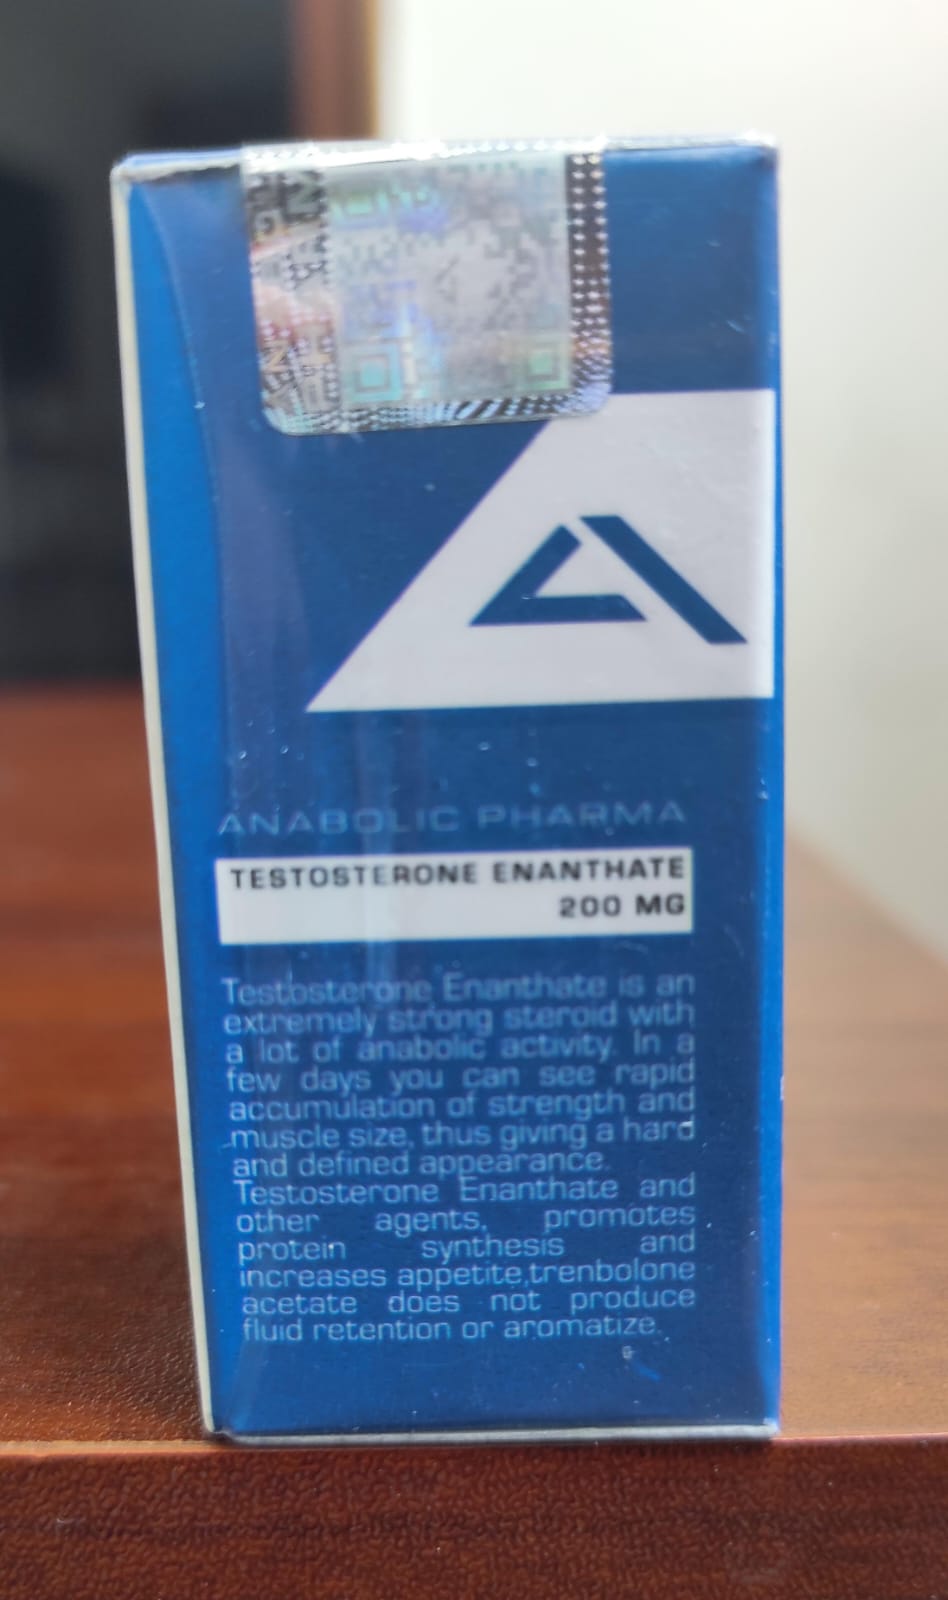 ANABOLIC PHARMA
TESTOSTERONE ENANTHATE
200 MG
Testosterone Enanthate is an
extremely strong steroid with
a lot of anabolic activity. In a
few days you can see rapid
accumulation of strength and
muscle size, thus giving a hard
and defined appearance.
Testosterone Enanthate and
other agents, promotes
protein synthesis and
increases appetite,trenbolone
acetate does not produce
fluid retention or aromatize.